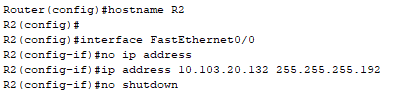 Router(config)#hostname R2
R2(config)#
R2(config)#interface FastEthernet0/0
R2(config-if)#no ip address
R2(config-if)#ip address 10.103.20.132 255.255.255.192
R2(config-if)#no shutdown